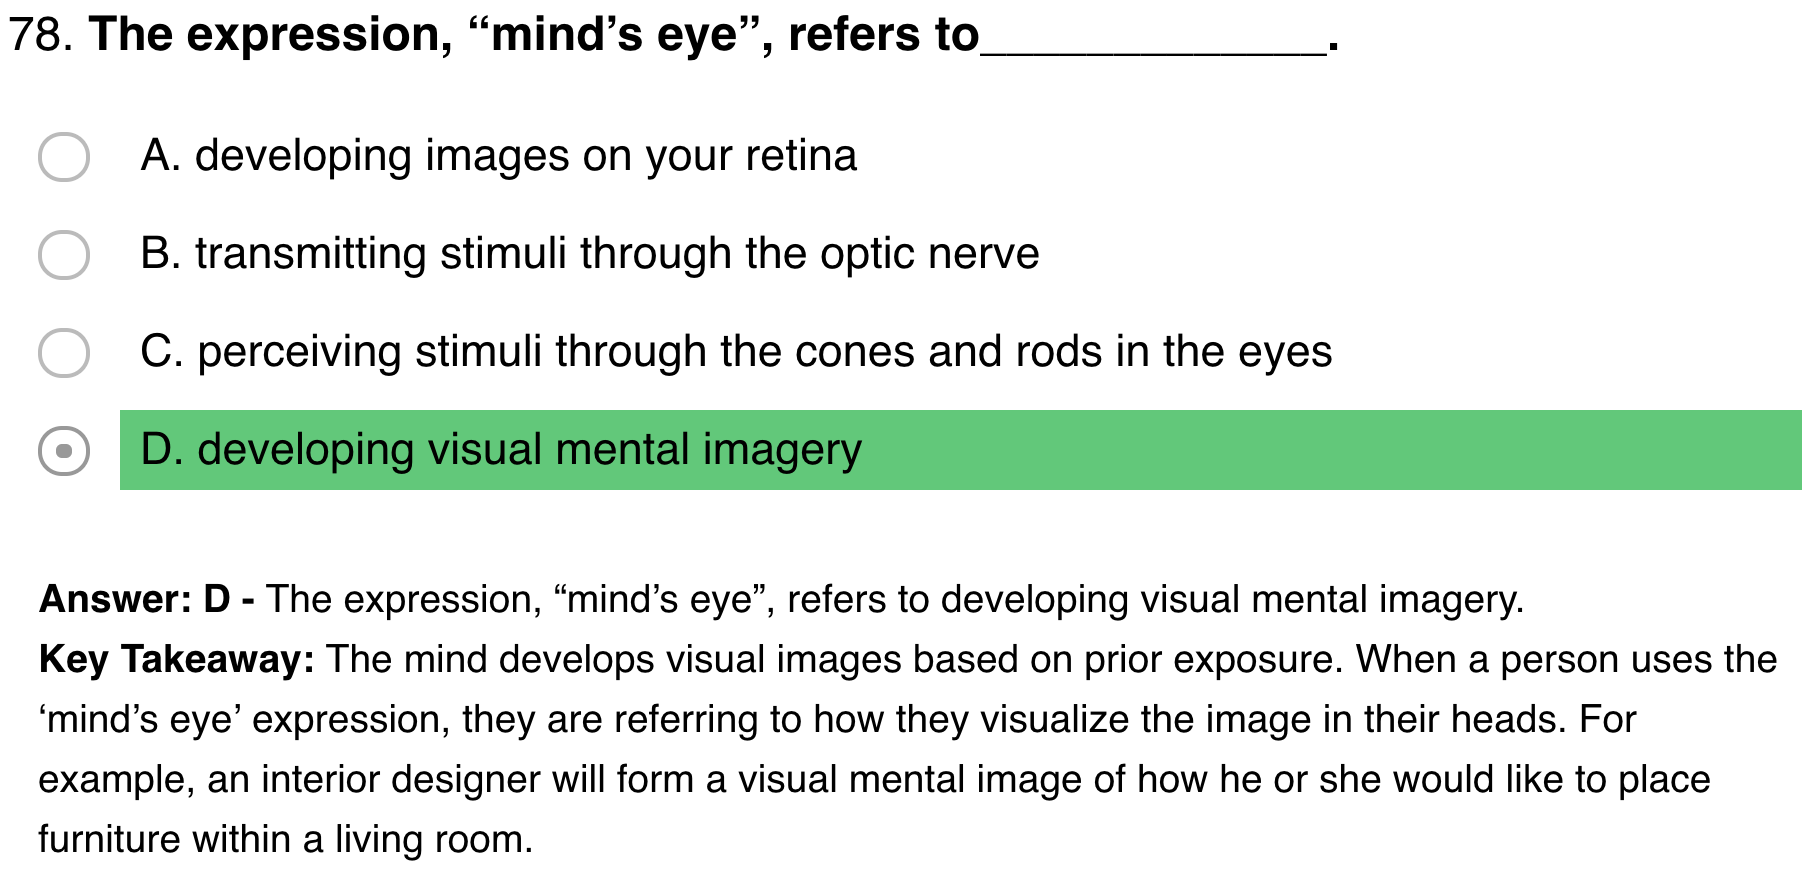 78. The expression, “mind’s eye”, refers to______________.
A. developing images on your retina
B. transmitting stimuli through the optic nerve
C. perceiving stimuli through the cones and rods in the eyes
D. developing visual mental imagery
Answer: D - The expression, “mind’s eye”, refers to developing visual mental imagery.
Key Takeaway: The mind develops visual images based on prior exposure. When a person uses the
‘mind’s eye’ expression, they are referring to how they visualize the image in their heads. For
example, an interior designer will form a visual mental image of how he or she would like to place
furniture within a living room.